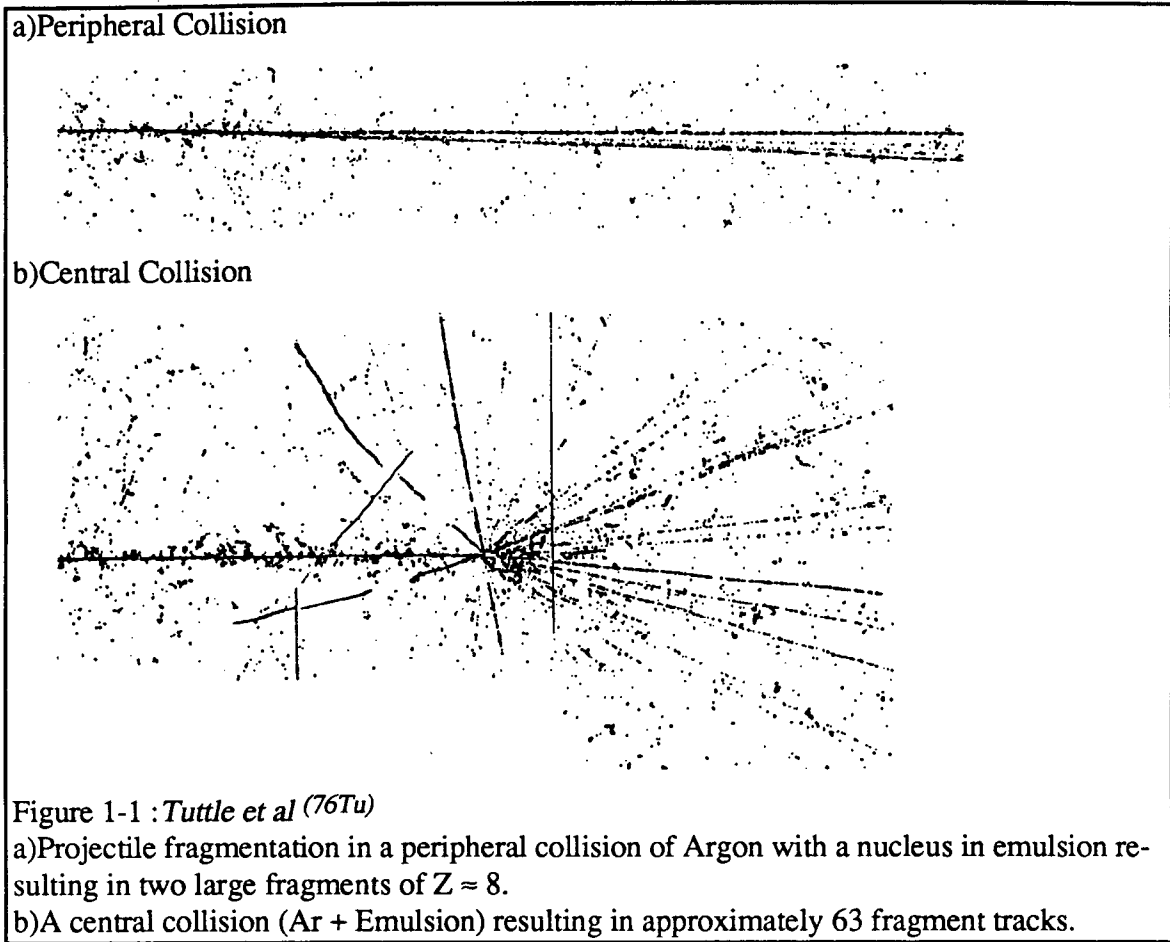 a)Peripheral Collision
b)Central Collision
Figure 1-1 : Tuttle et al (76Tu)
a)Projectile fragmentation in a peripheral collision of Argon with a nucleus in emulsion re-
sulting in two large fragments of Z ≈ 8.
b)A central collision (Ar + Emulsion) resulting in approximately 63 fragment tracks.